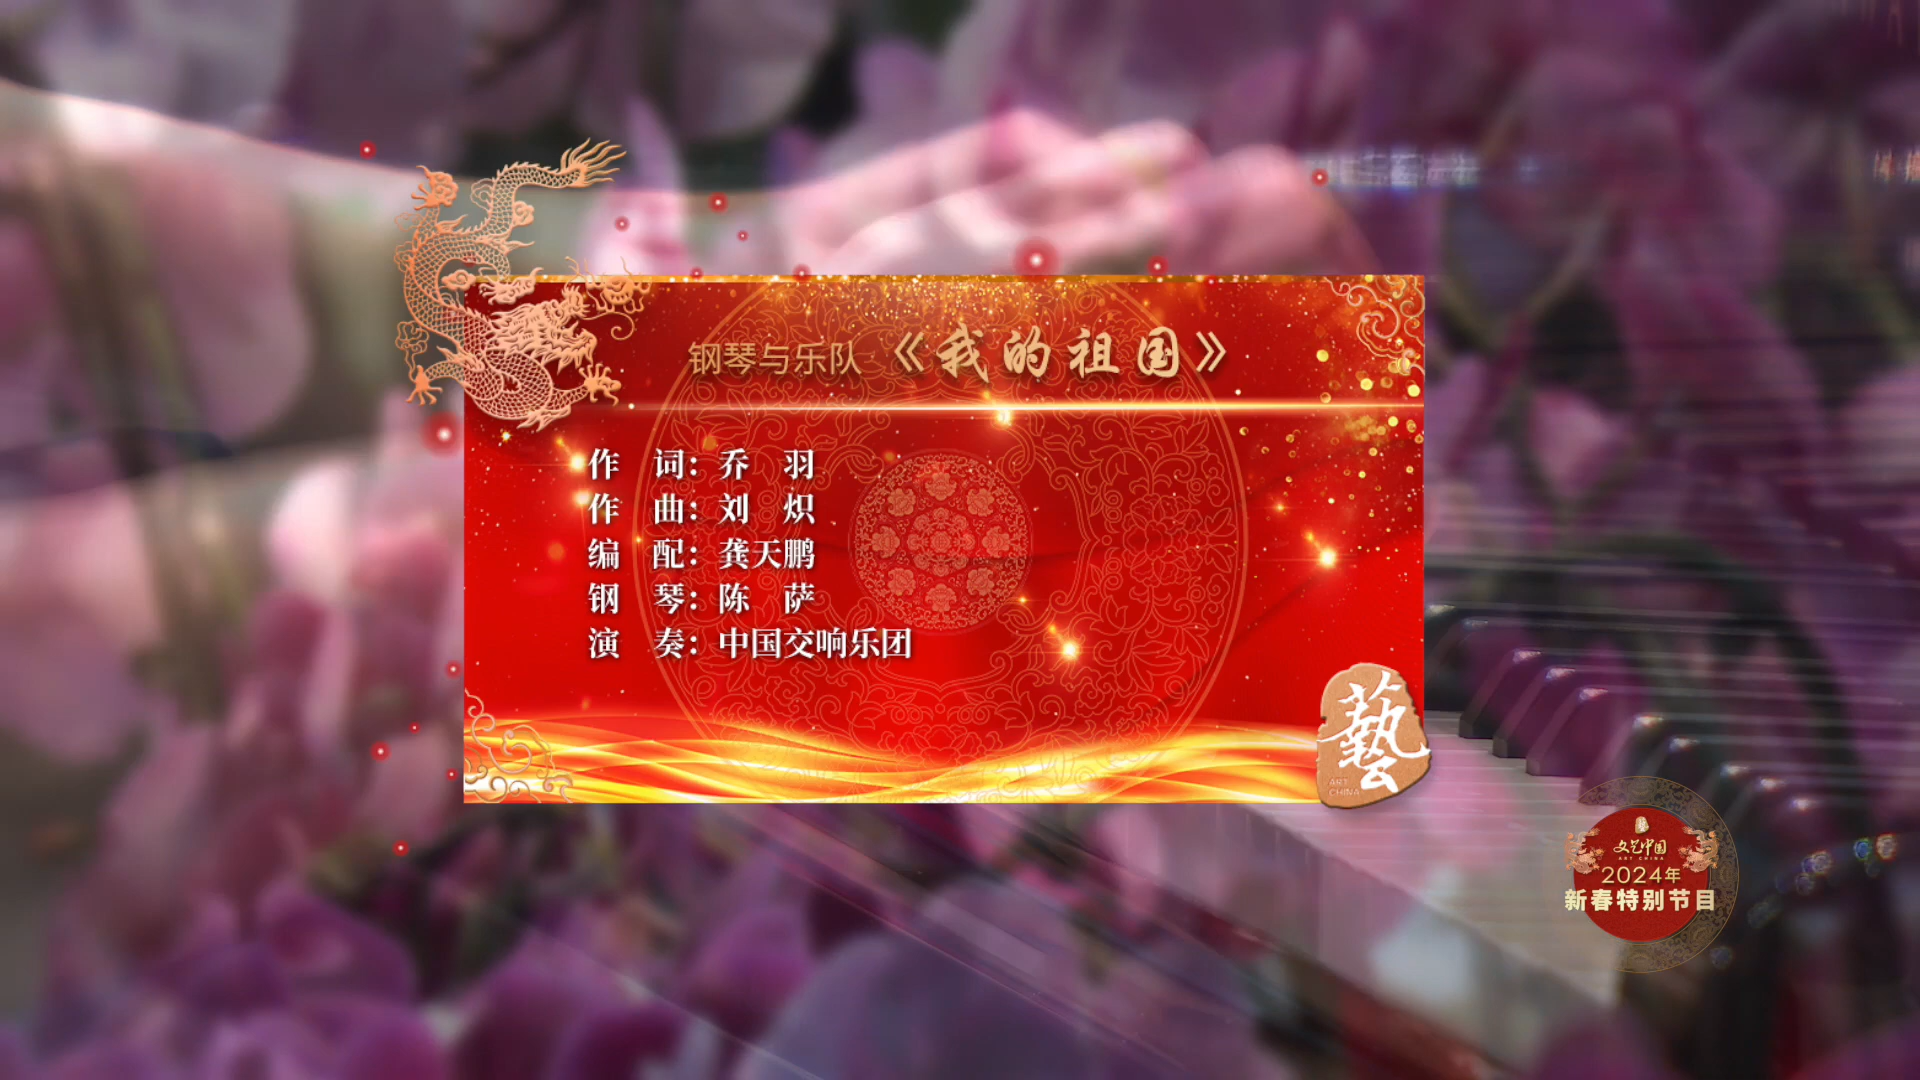 钢琴与乐队《我的祖国》
作 词：乔 羽
作 曲：刘 炽
编 配：龚天鹏
钢 琴：陈 萨
演 奏：中国交响乐团
藝
ART
CHINA
文艺中国
ART CHINA
2024年
新春特别节目